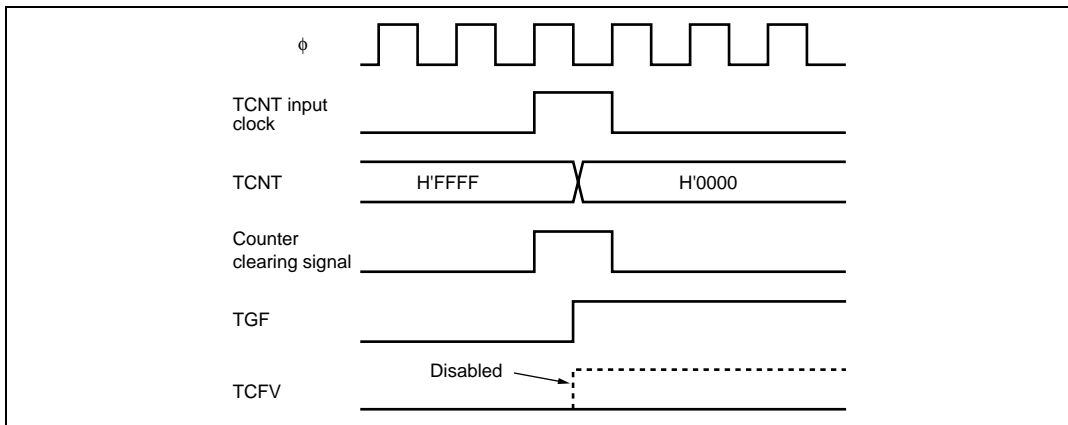 ϕ
TCNT input
clock
TCNT
H'FFFF
H'0000
Counter
clearing signal
TGF
Disabled
TCFV